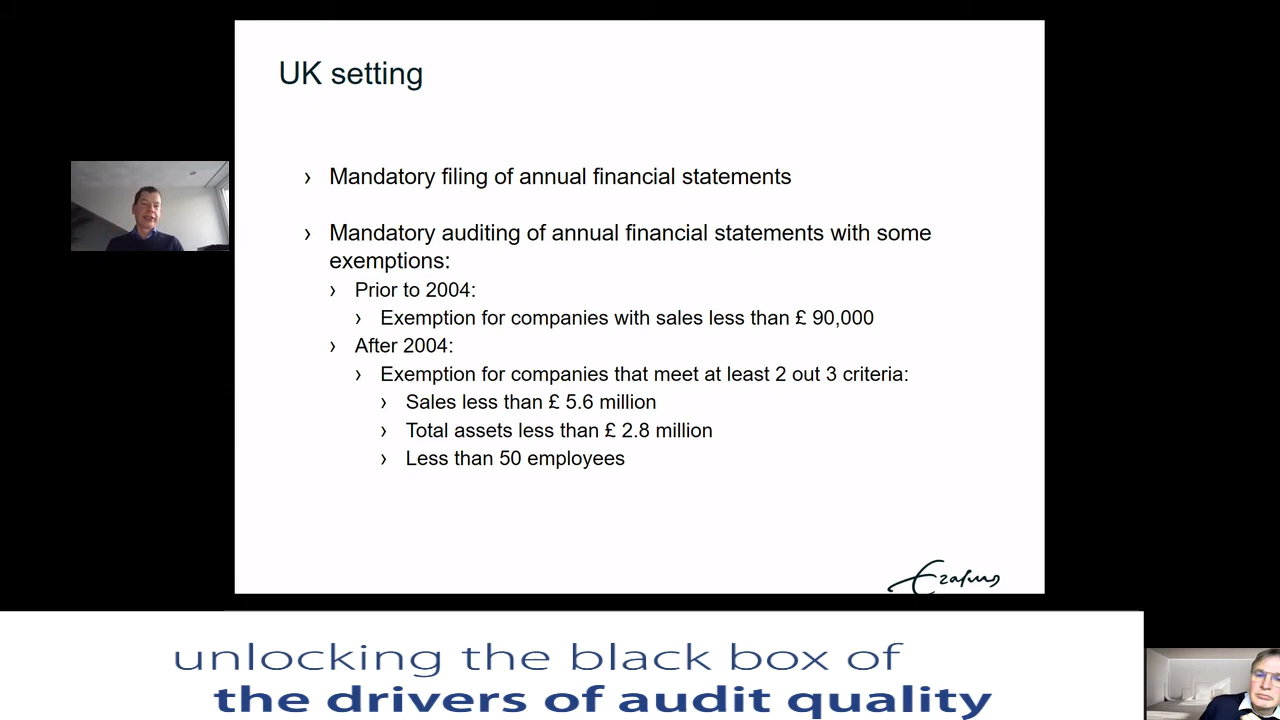 UK setting
› Mandatory filing of annual financial statements
› Mandatory auditing of annual financial statements with some
exemptions:
› Prior to 2004:
› Exemption for companies with sales less than £ 90,000
› After 2004:
› Exemption for companies that meet at least 2 out 3 criteria:
› Sales less than £ 5.6 million
› Total assets less than £ 2.8 million
› Less than 50 employees
Erasmus
unlocking the black box of
the drivers of audit quality